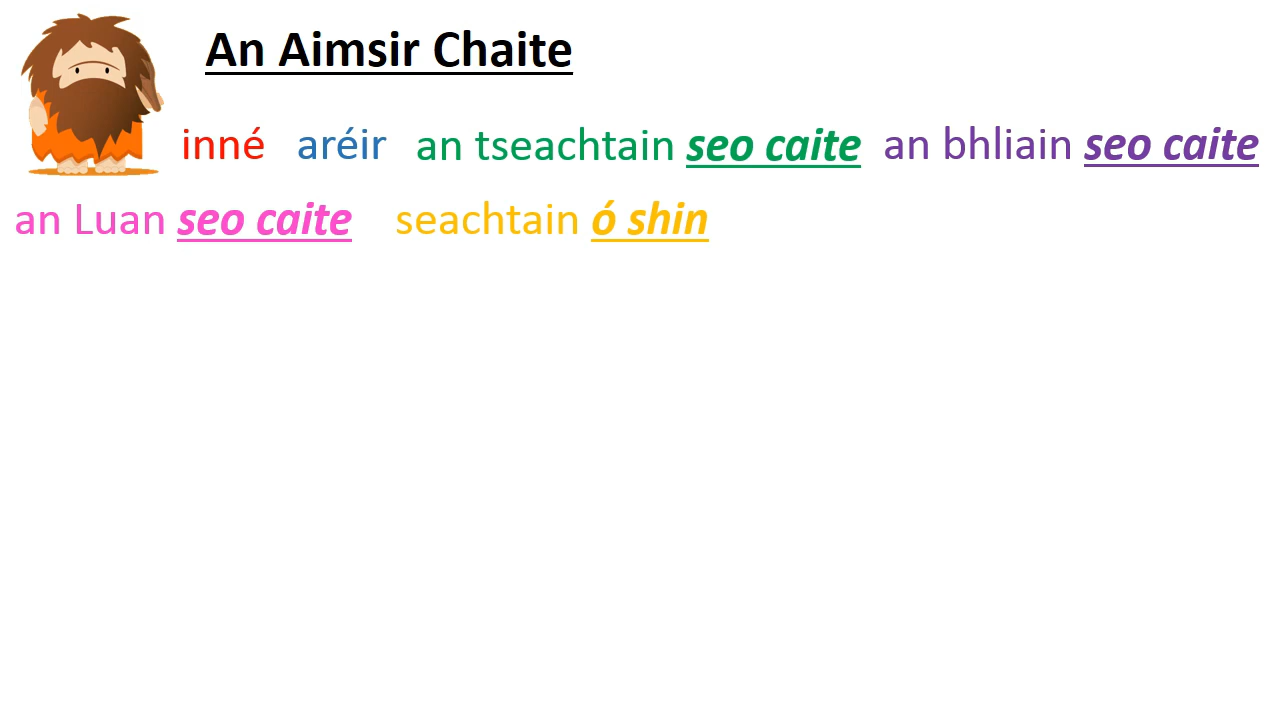 An Aimsir Chaite
inné aréir an tseachtain seo caite an bhliain seo caite
an Luan seo caite seachtain ó shin